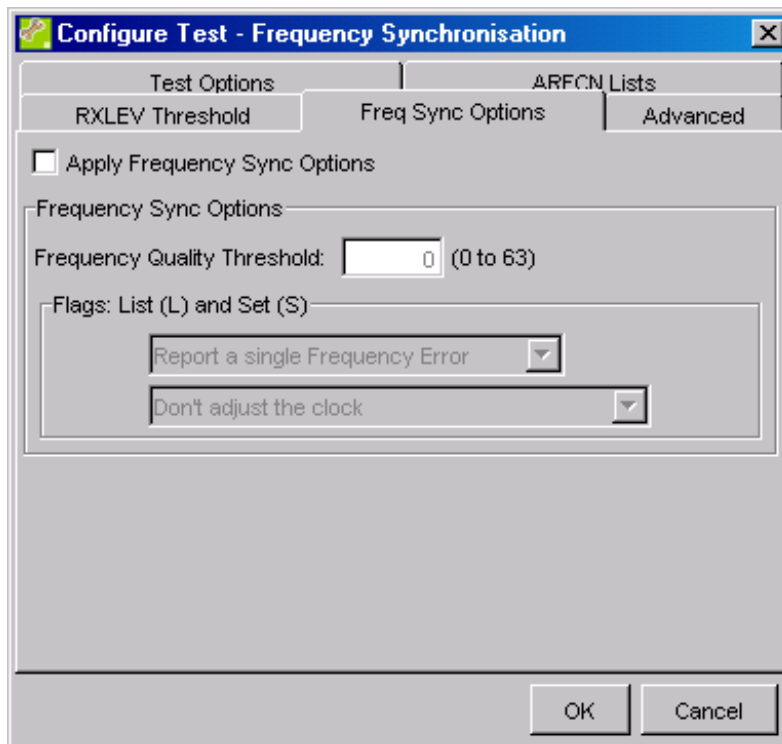 Configure Test - Frequency Synchronisation
Test Options
ARFCN Lists
RXLEV Threshold
Freq Sync Options
Advanced
Apply Frequency Sync Options
Frequency Sync Options
Frequency Quality Threshold: 0 (0 to 63)
Flags: List (L) and Set (S)
Report a single Frequency Error
Don't adjust the clock
OK
Cancel